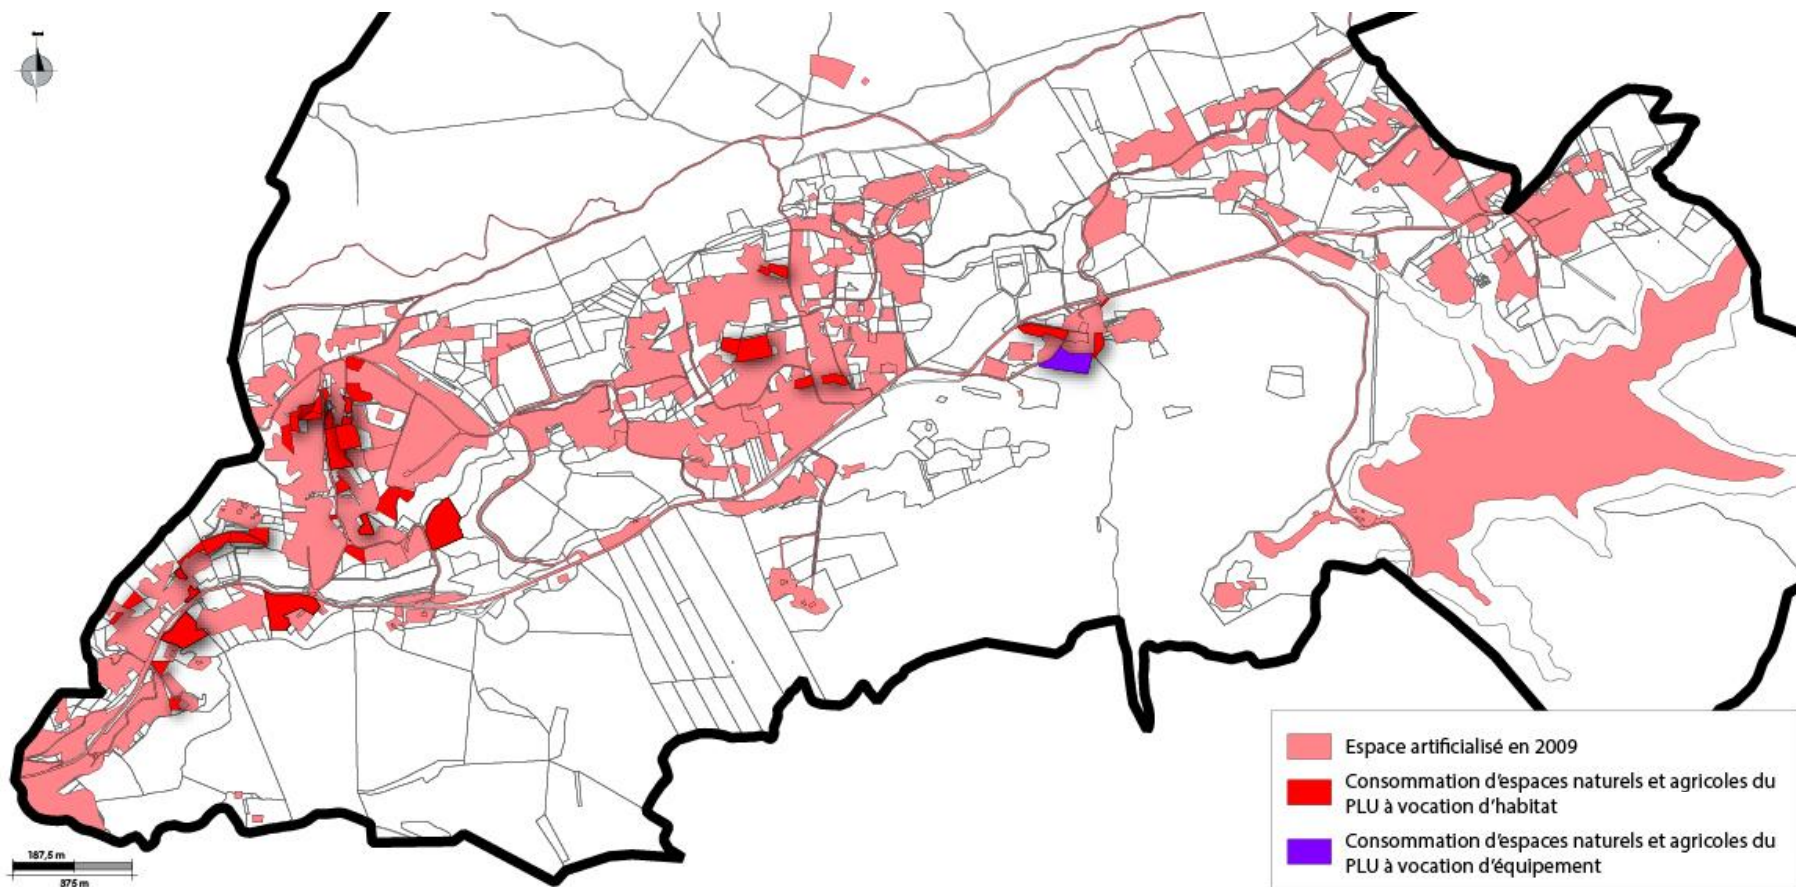 Nord
187,5 m
375 m
Espace artificialisé en 2009
Consommation d'espaces naturels et agricoles du
PLU à vocation d'habitat
Consommation d'espaces naturels et agricoles du
PLU à vocation d'équipement